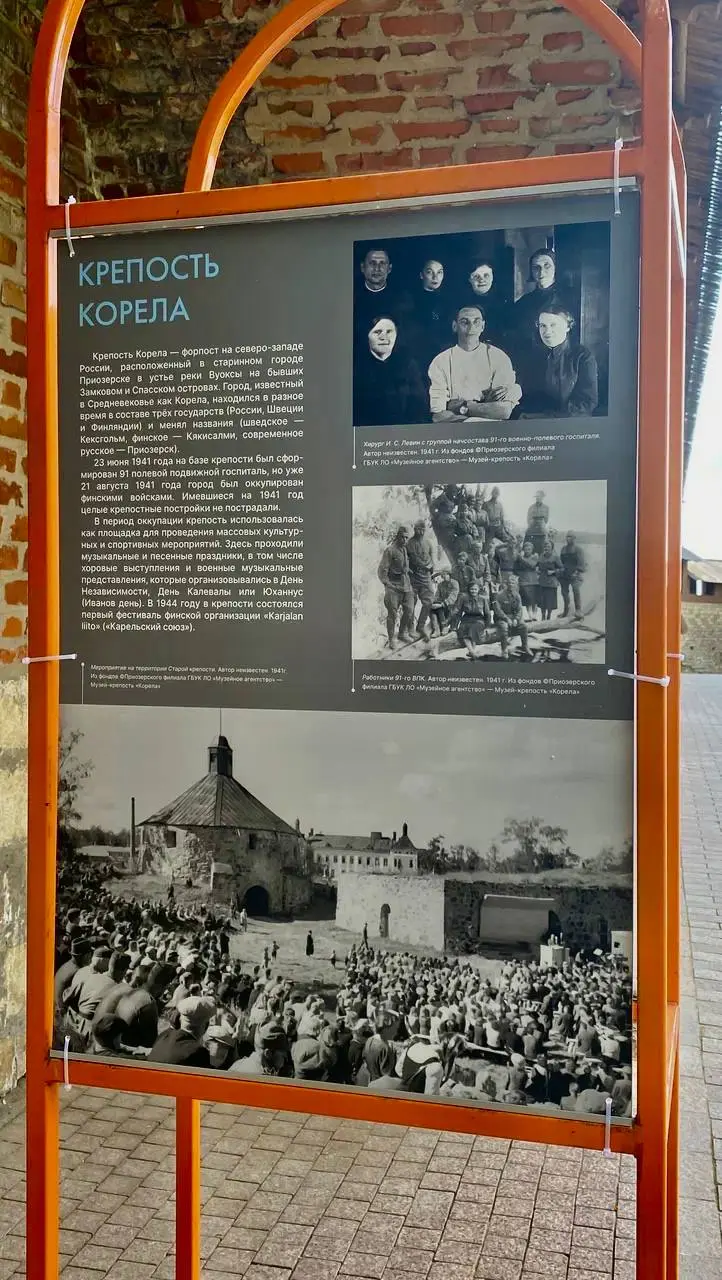 КРЕПОСТЬ
КОРЕЛА
Крепость Корела — форпост на северо-западе
России, расположенный в старинном городе
Приозерске в устье реки Вуоксы на бывших
Замковом и Спасском островах. Город, известный
в Средневековье как Корела, находился в разное
время в составе трёх государств (России, Швеции
и Финляндии) и менял названия (шведское —
Кексгольм, финское — Кякисалми, современное
русское — Приозерск).
23 июня 1941 года на базе крепости был сфор-
мирован 91 полевой подвижной госпиталь, но уже
21 августа 1941 года город был оккупирован
финскими войсками. Имевшиеся на 1941 год
целые крепостные постройки не пострадали.
В период оккупации крепость использовалась
как площадка для проведения массовых культур-
ных и спортивных мероприятий. Здесь проходили
музыкальные и песенные праздники, в том числе
хоровые выступления и военные музыкальные
представления, которые организовывались в День
Независимости, День Калевалы или Юханнус
(Иванов день). В 1944 году в крепости состоялся
первый фестиваль финской организации «Karjalan
liito» («Карельский союз»).
Хирург И. С. Левин с группой начсостава 91-го военно-полевого госпиталя.
Автор неизвестен. 1941 г. Из фондов ©Приозерского филиала
ГБУК ЛО «Музейное агентство» — Музей-крепость «Корела»
Работники 91-го ВПК. Автор неизвестен. 1941 г. Из фондов ©Приозерского
филиала ГБУК ЛО «Музейное агентство» — Музей-крепость «Корела»
Мероприятие на территории Старой крепости. Автор неизвестен. 1941г.
Из фондов ©Приозерского филиала ГБУК ЛО «Музейное агентство» —
Музей-крепость «Корела»